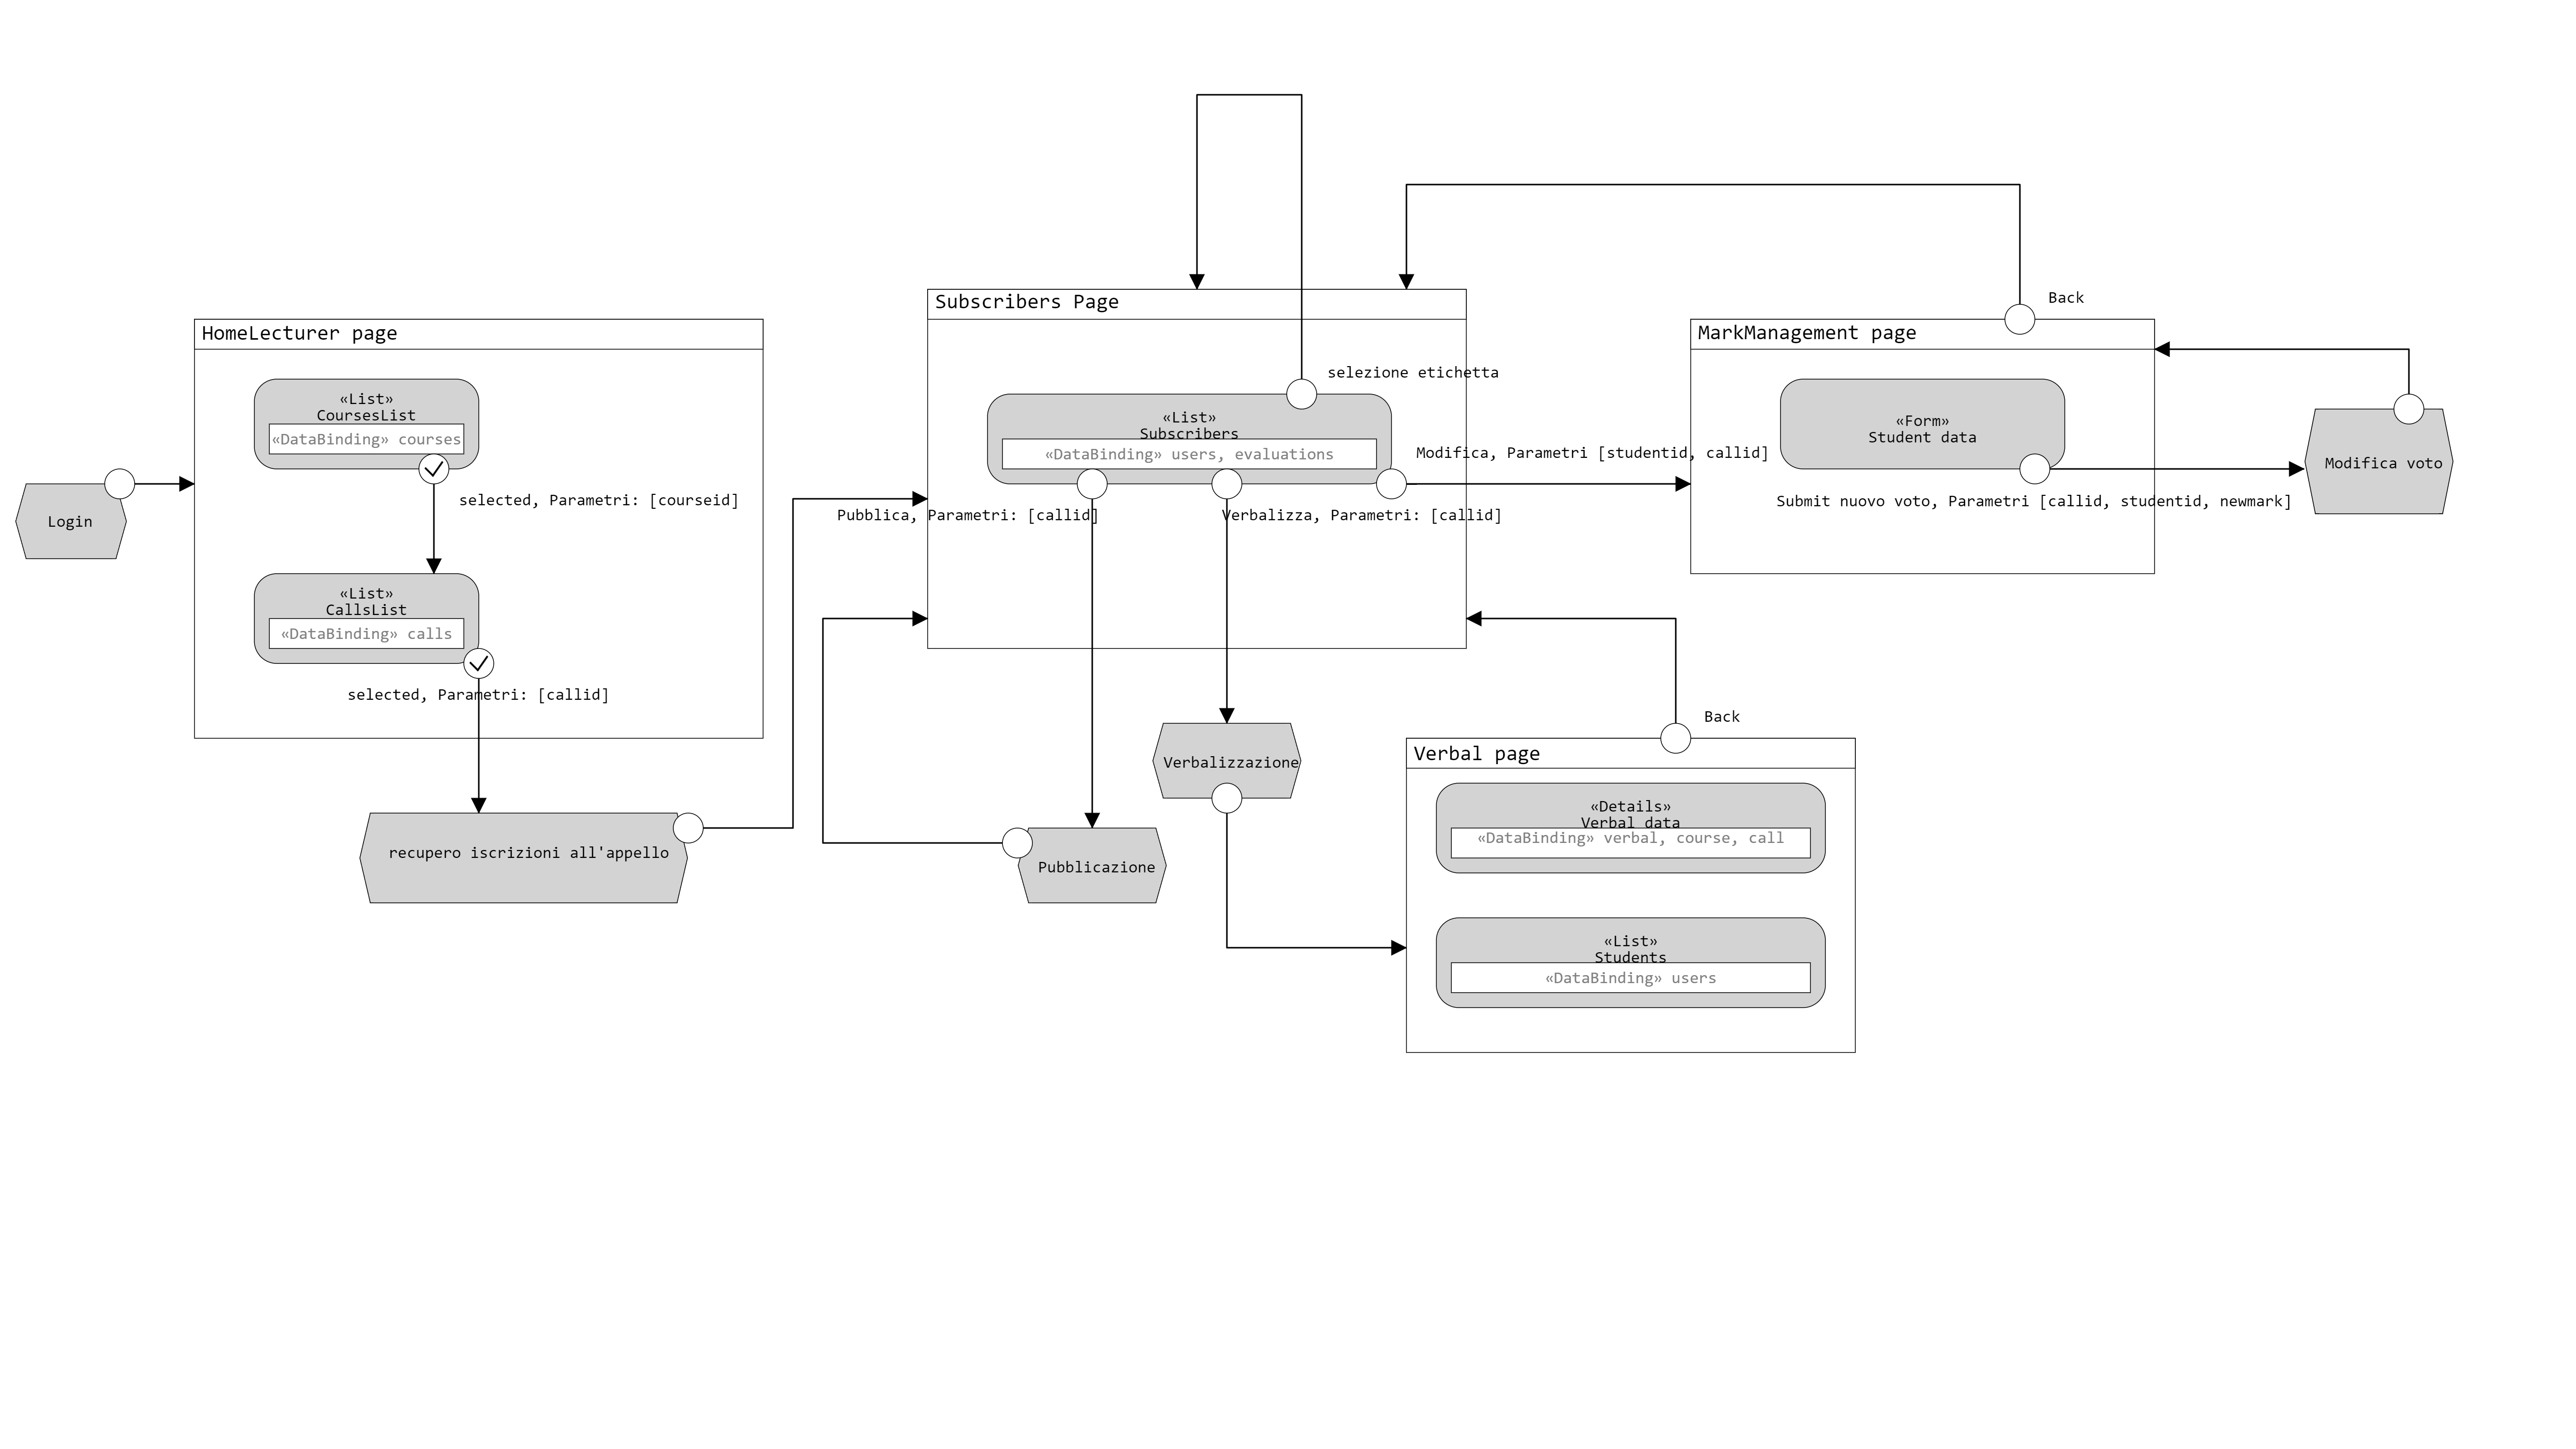 Login
HomeLecturer page
«List»
CoursesList
«DataBinding» courses
selected, Parametri: [courseid]
«List»
CallsList
«DataBinding» calls
selected, Parametri: [callid]
recupero iscrizioni all'appello
Subscribers Page
selezione etichetta
«List»
Subscribers
«DataBinding» users, evaluations
Modifica, Parametri [studentid, callid]
Pubblica, Parametri: [callid]
Verbalizza, Parametri: [callid]
Verbalizzazione
Pubblicazione
Back
MarkManagement page
«Form»
Student data
Submit nuovo voto, Parametri [callid, studentid, newmark]
Modifica voto
Back
Verbal page
«Details»
Verbal data
«DataBinding» verbal, course, call
«List»
Students
«DataBinding» users